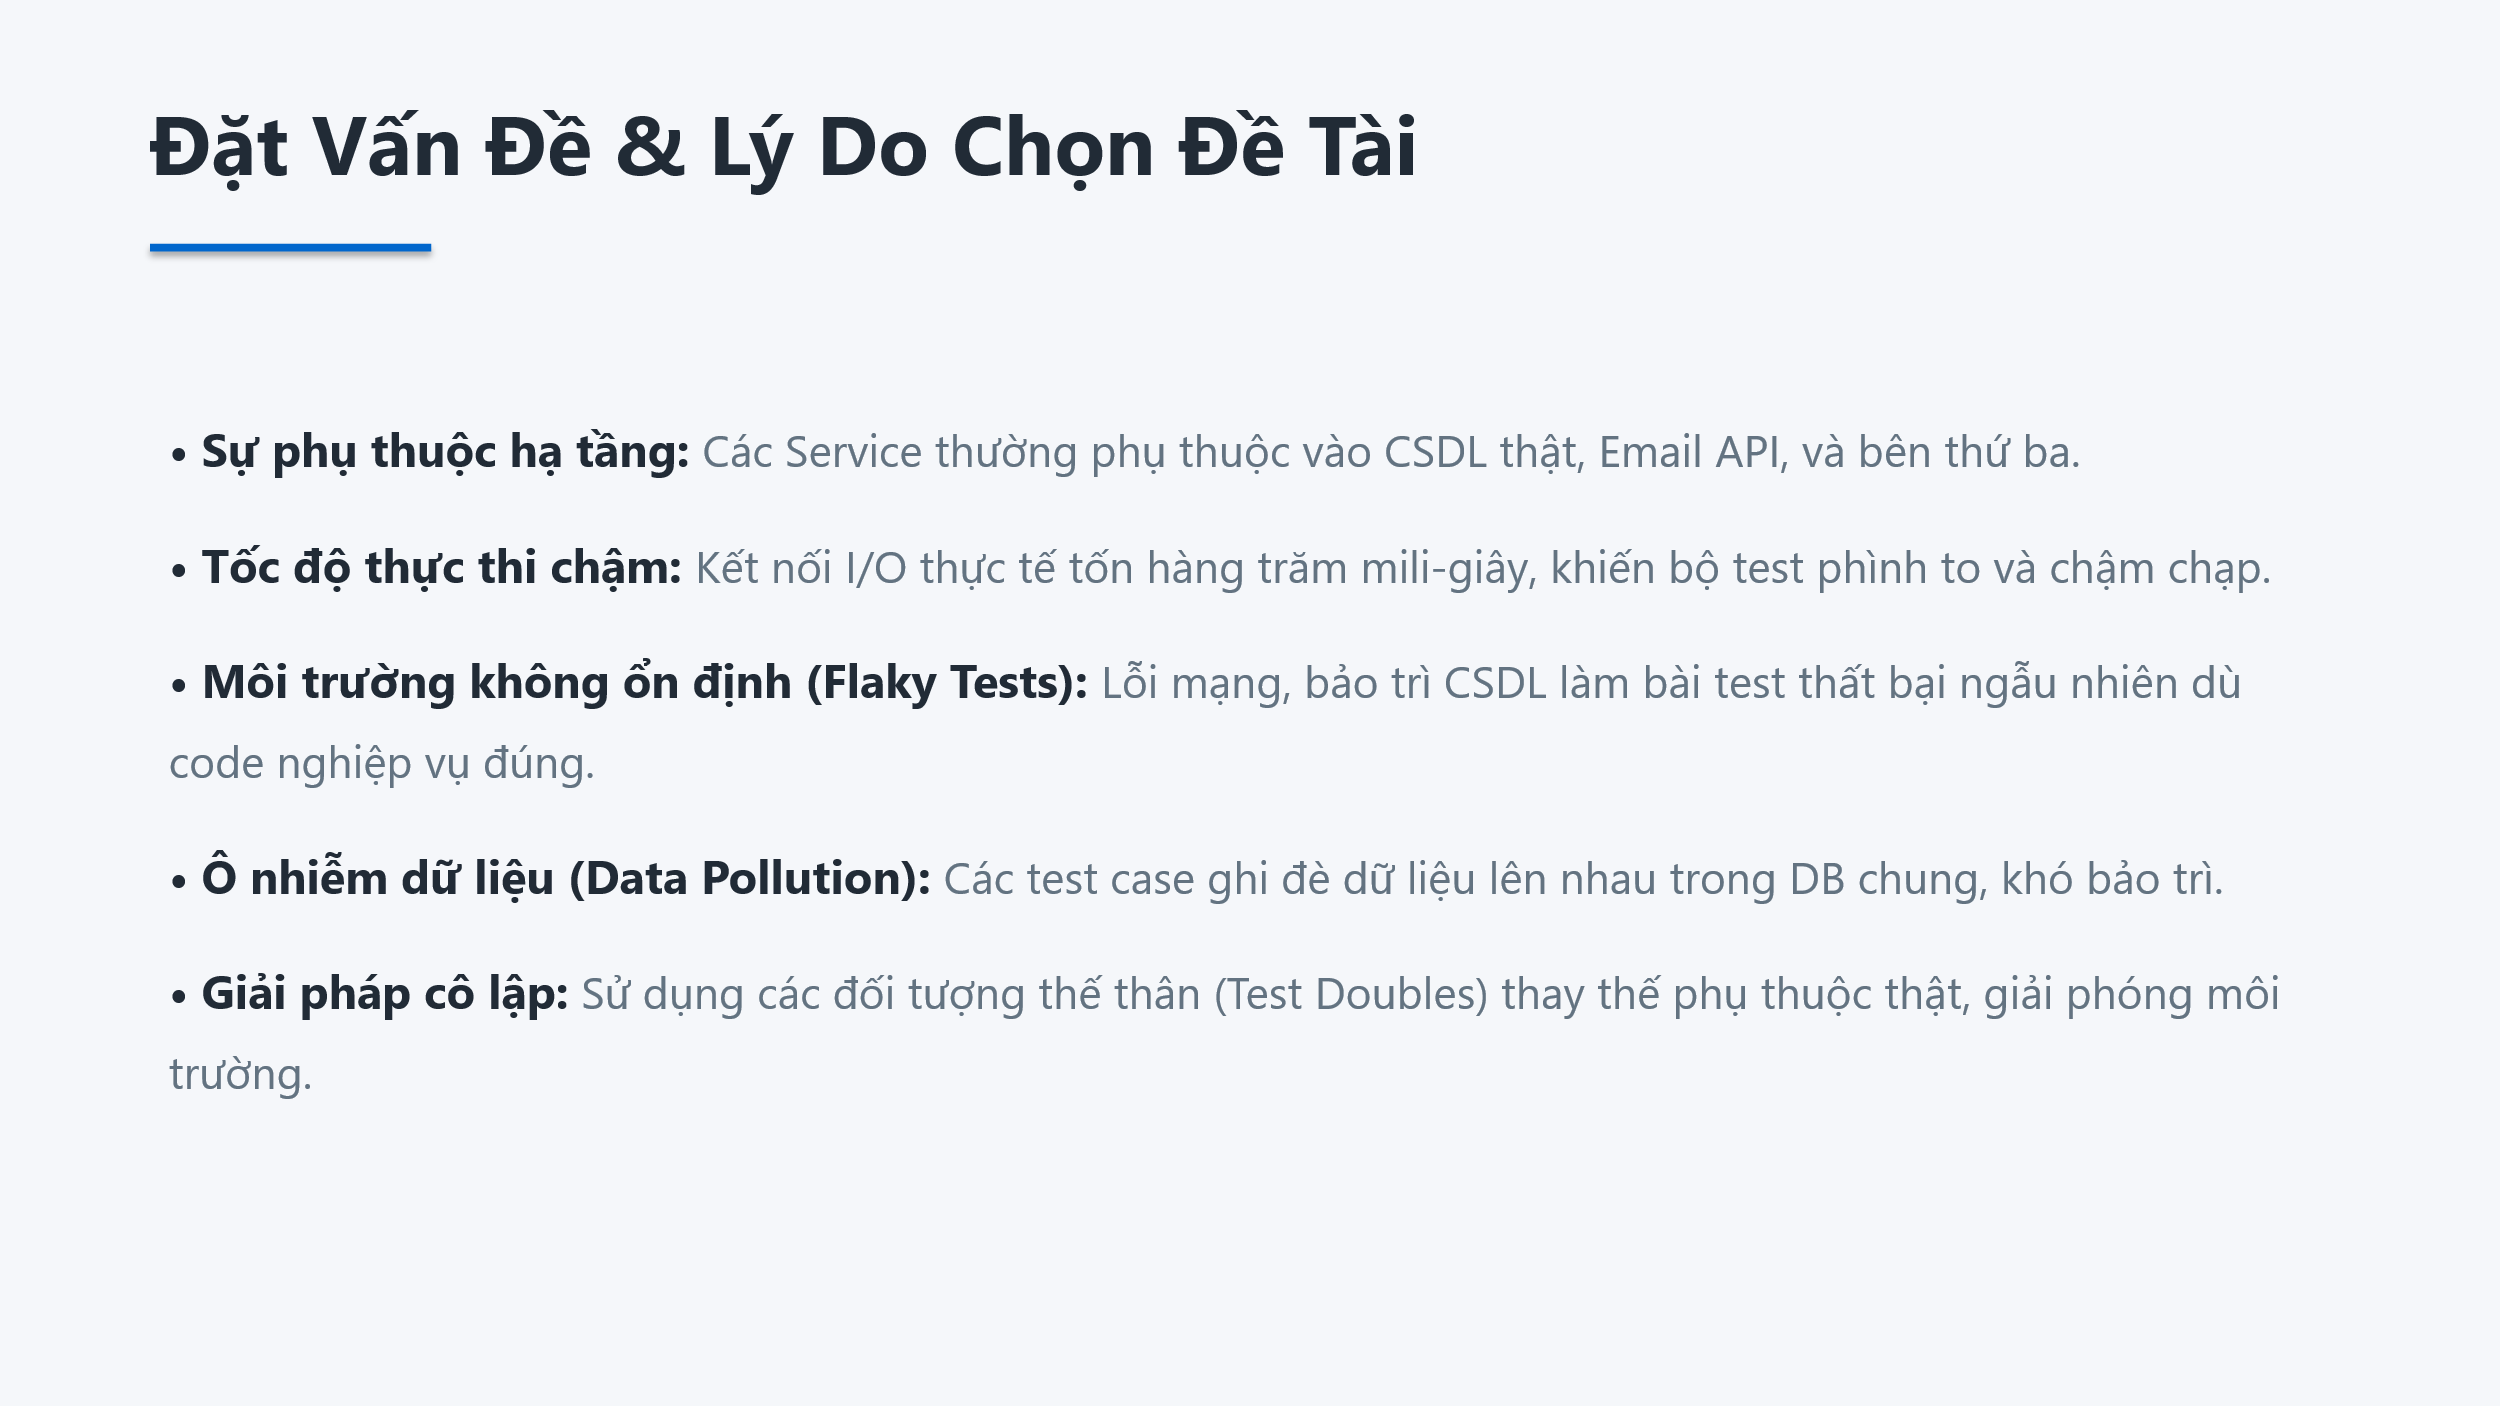 Đặt Vấn Đề & Lý Do Chọn Đề Tài
• Sự phụ thuộc hạ tầng: Các Service thường phụ thuộc vào CSDL thật, Email API, và bên thứ ba.
• Tốc độ thực thi chậm: Kết nối I/O thực tế tốn hàng trăm mili-giây, khiến bộ test phình to và chậm chạp.
• Môi trường không ổn định (Flaky Tests): Lỗi mạng, bảo trì CSDL làm bài test thất bại ngẫu nhiên dù
code nghiệp vụ đúng.
• Ô nhiễm dữ liệu (Data Pollution): Các test case ghi đè dữ liệu lên nhau trong DB chung, khó bảo trì.
• Giải pháp cô lập: Sử dụng các đối tượng thế thân (Test Doubles) thay thế phụ thuộc thật, giải phóng môi
trường.